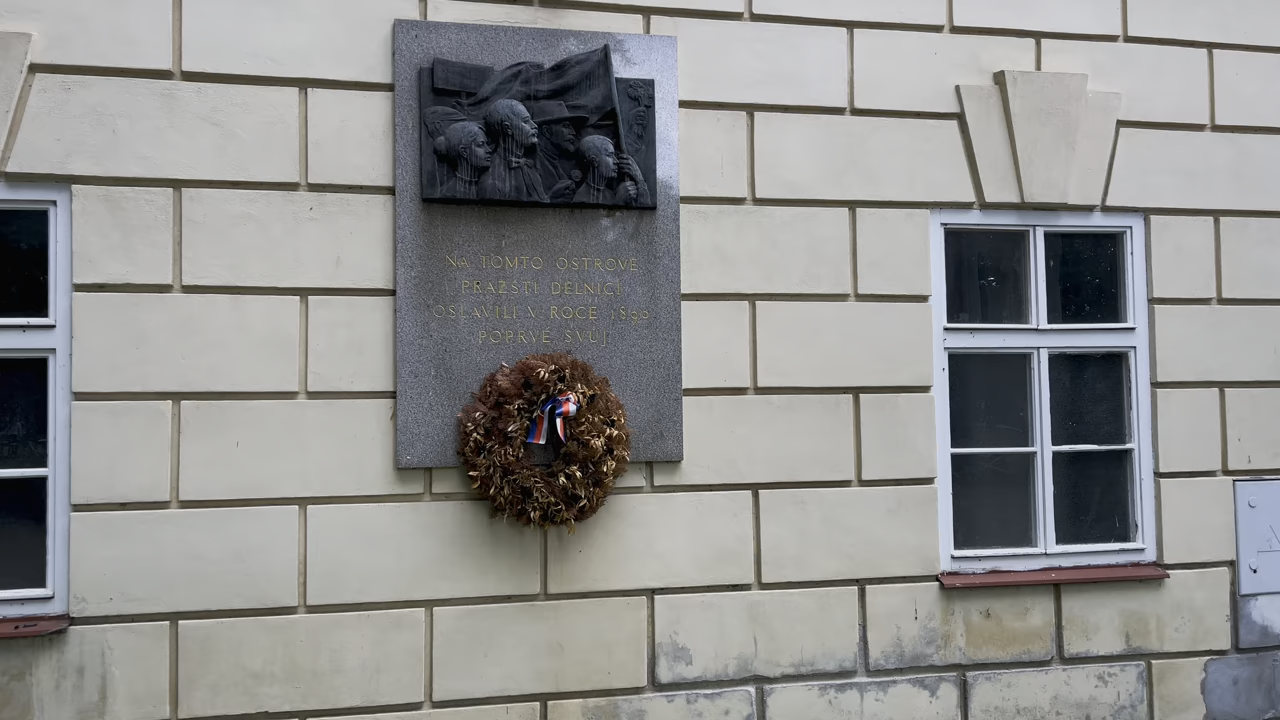 NA TOMTO OSTROVĚ
PRAŽŠTÍ DĚLNÍCI
OSLAVILI V ROCE 1890
POPRVÉ SVŮJ